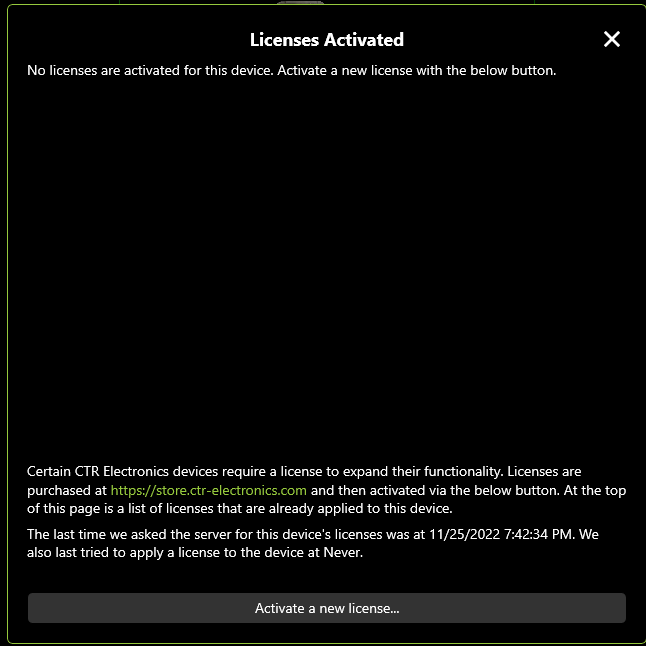 Licenses Activated
No licenses are activated for this device. Activate a new license with the below button.
Certain CTR Electronics devices require a license to expand their functionality. Licenses are
purchased at https://store.ctr-electronics.com and then activated via the below button. At the top
of this page is a list of licenses that are already applied to this device.
The last time we asked the server for this device's licenses was at 11/25/2022 7:42:34 PM. We
also last tried to apply a license to the device at Never.
Activate a new license...